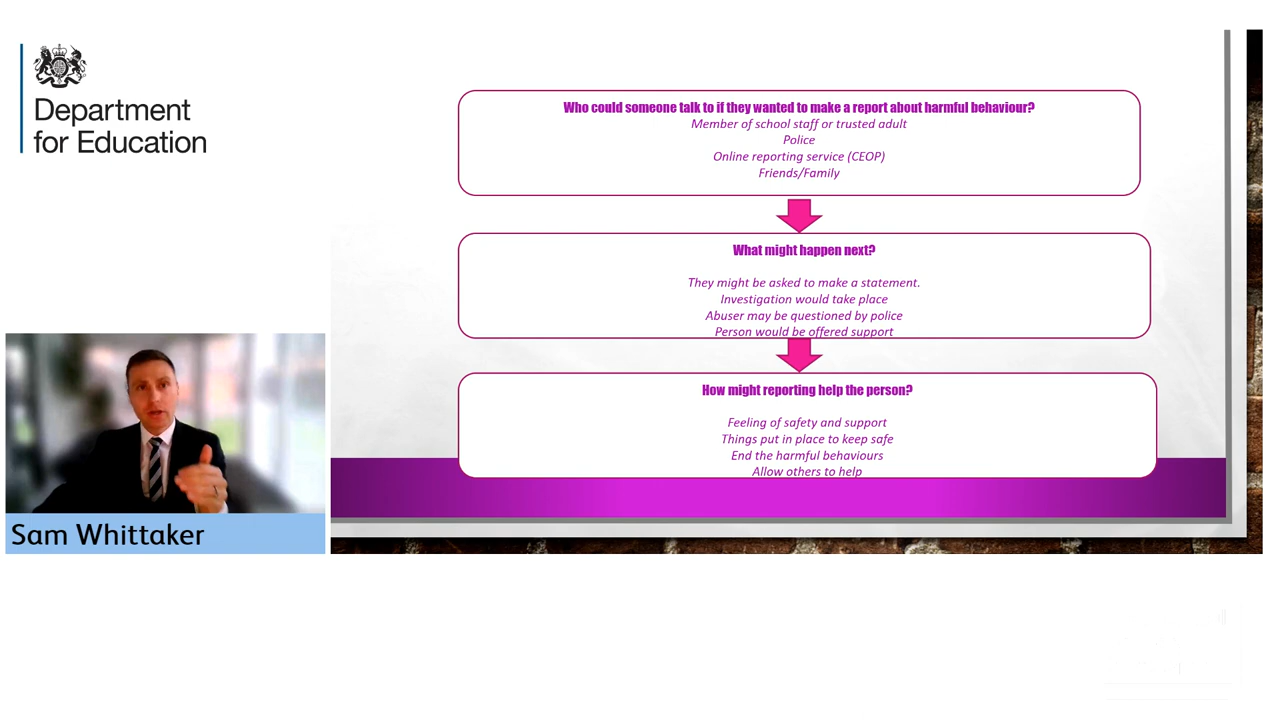 Department
for Education
Who could someone talk to if they wanted to make a report about harmful behaviour?
Member of school staff or trusted adult
Police
Online reporting service (CEOP)
Friends/Family
What might happen next?
They might be asked to make a statement.
Investigation would take place
Abuser may be questioned by police
Person would be offered support
How might reporting help the person?
Feeling of safety and support
Things put in place to keep safe
End the harmful behaviours
Allow others to help
Sam Whittaker